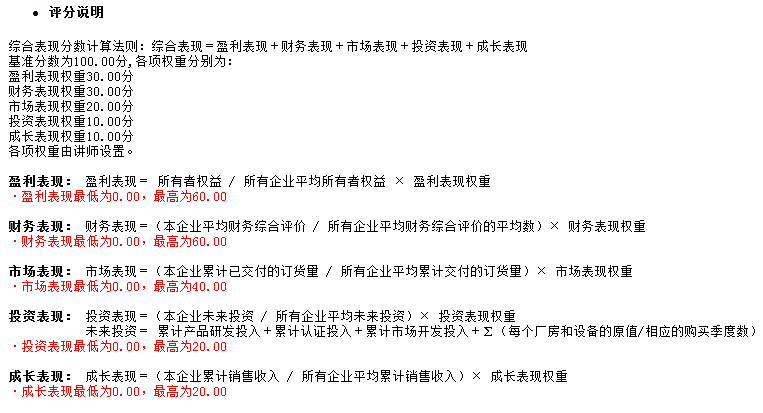 • 评分说明
综合表现分数计算法则：综合表现＝盈利表现＋财务表现＋市场表现＋投资表现＋成长表现
基准分数为100.00分,各项权重分别为：
盈利表现权重30.00分
财务表现权重30.00分
市场表现权重20.00分
投资表现权重10.00分
成长表现权重10.00分
各项权重由讲师设置。
盈利表现： 盈利表现＝ 所有者权益 / 所有企业平均所有者权益 × 盈利表现权重
·盈利表现最低为0.00，最高为60.00
财务表现： 财务表现＝（本企业平均财务综合评价 / 所有企业平均财务综合评价的平均数）× 财务表现权重
·财务表现最低为0.00，最高为60.00
市场表现： 市场表现＝（本企业累计已交付的订货量 / 所有企业平均累计交付的订货量）× 市场表现权重
·市场表现最低为0.00，最高为40.00
投资表现： 投资表现＝（本企业未来投资 / 所有企业平均未来投资）× 投资表现权重
未来投资＝ 累计产品研发投入＋累计认证投入＋累计市场开发投入＋Σ（每个厂房和设备的原值/相应的购买季度数）
·投资表现最低为0.00，最高为20.00
成长表现： 成长表现＝（本企业累计销售收入 / 所有企业平均累计销售收入）× 成长表现权重
·成长表现最低为0.00，最高为20.00